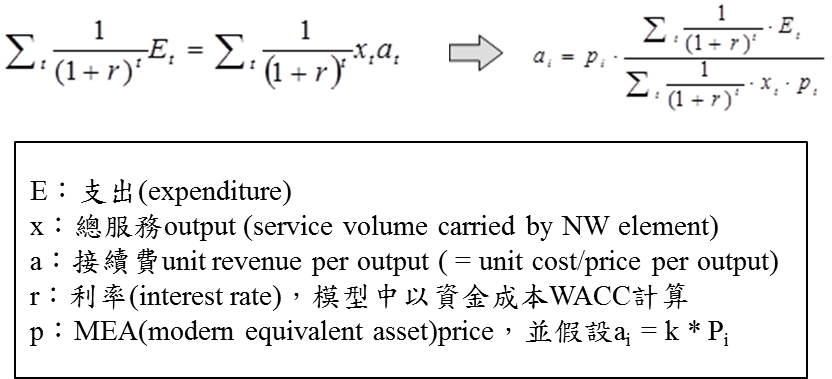 ∑ₜ 1/(1+r)ᵗ Eₜ = ∑ₜ 1/(1+r)ᵗ xₜaₜ ⇒ aᵢ = pᵢ · (∑ₜ 1/(1+r)ᵗ · Eₜ) / (∑ₜ 1/(1+r)ᵗ · xₜ · pₜ)
E：支出(expenditure)
x：總服務output (service volume carried by NW element)
a：接續費unit revenue per output ( = unit cost/price per output)
r：利率(interest rate)，模型中以資金成本WACC計算
p：MEA(modern equivalent asset)price，並假設aᵢ = k * Pᵢ